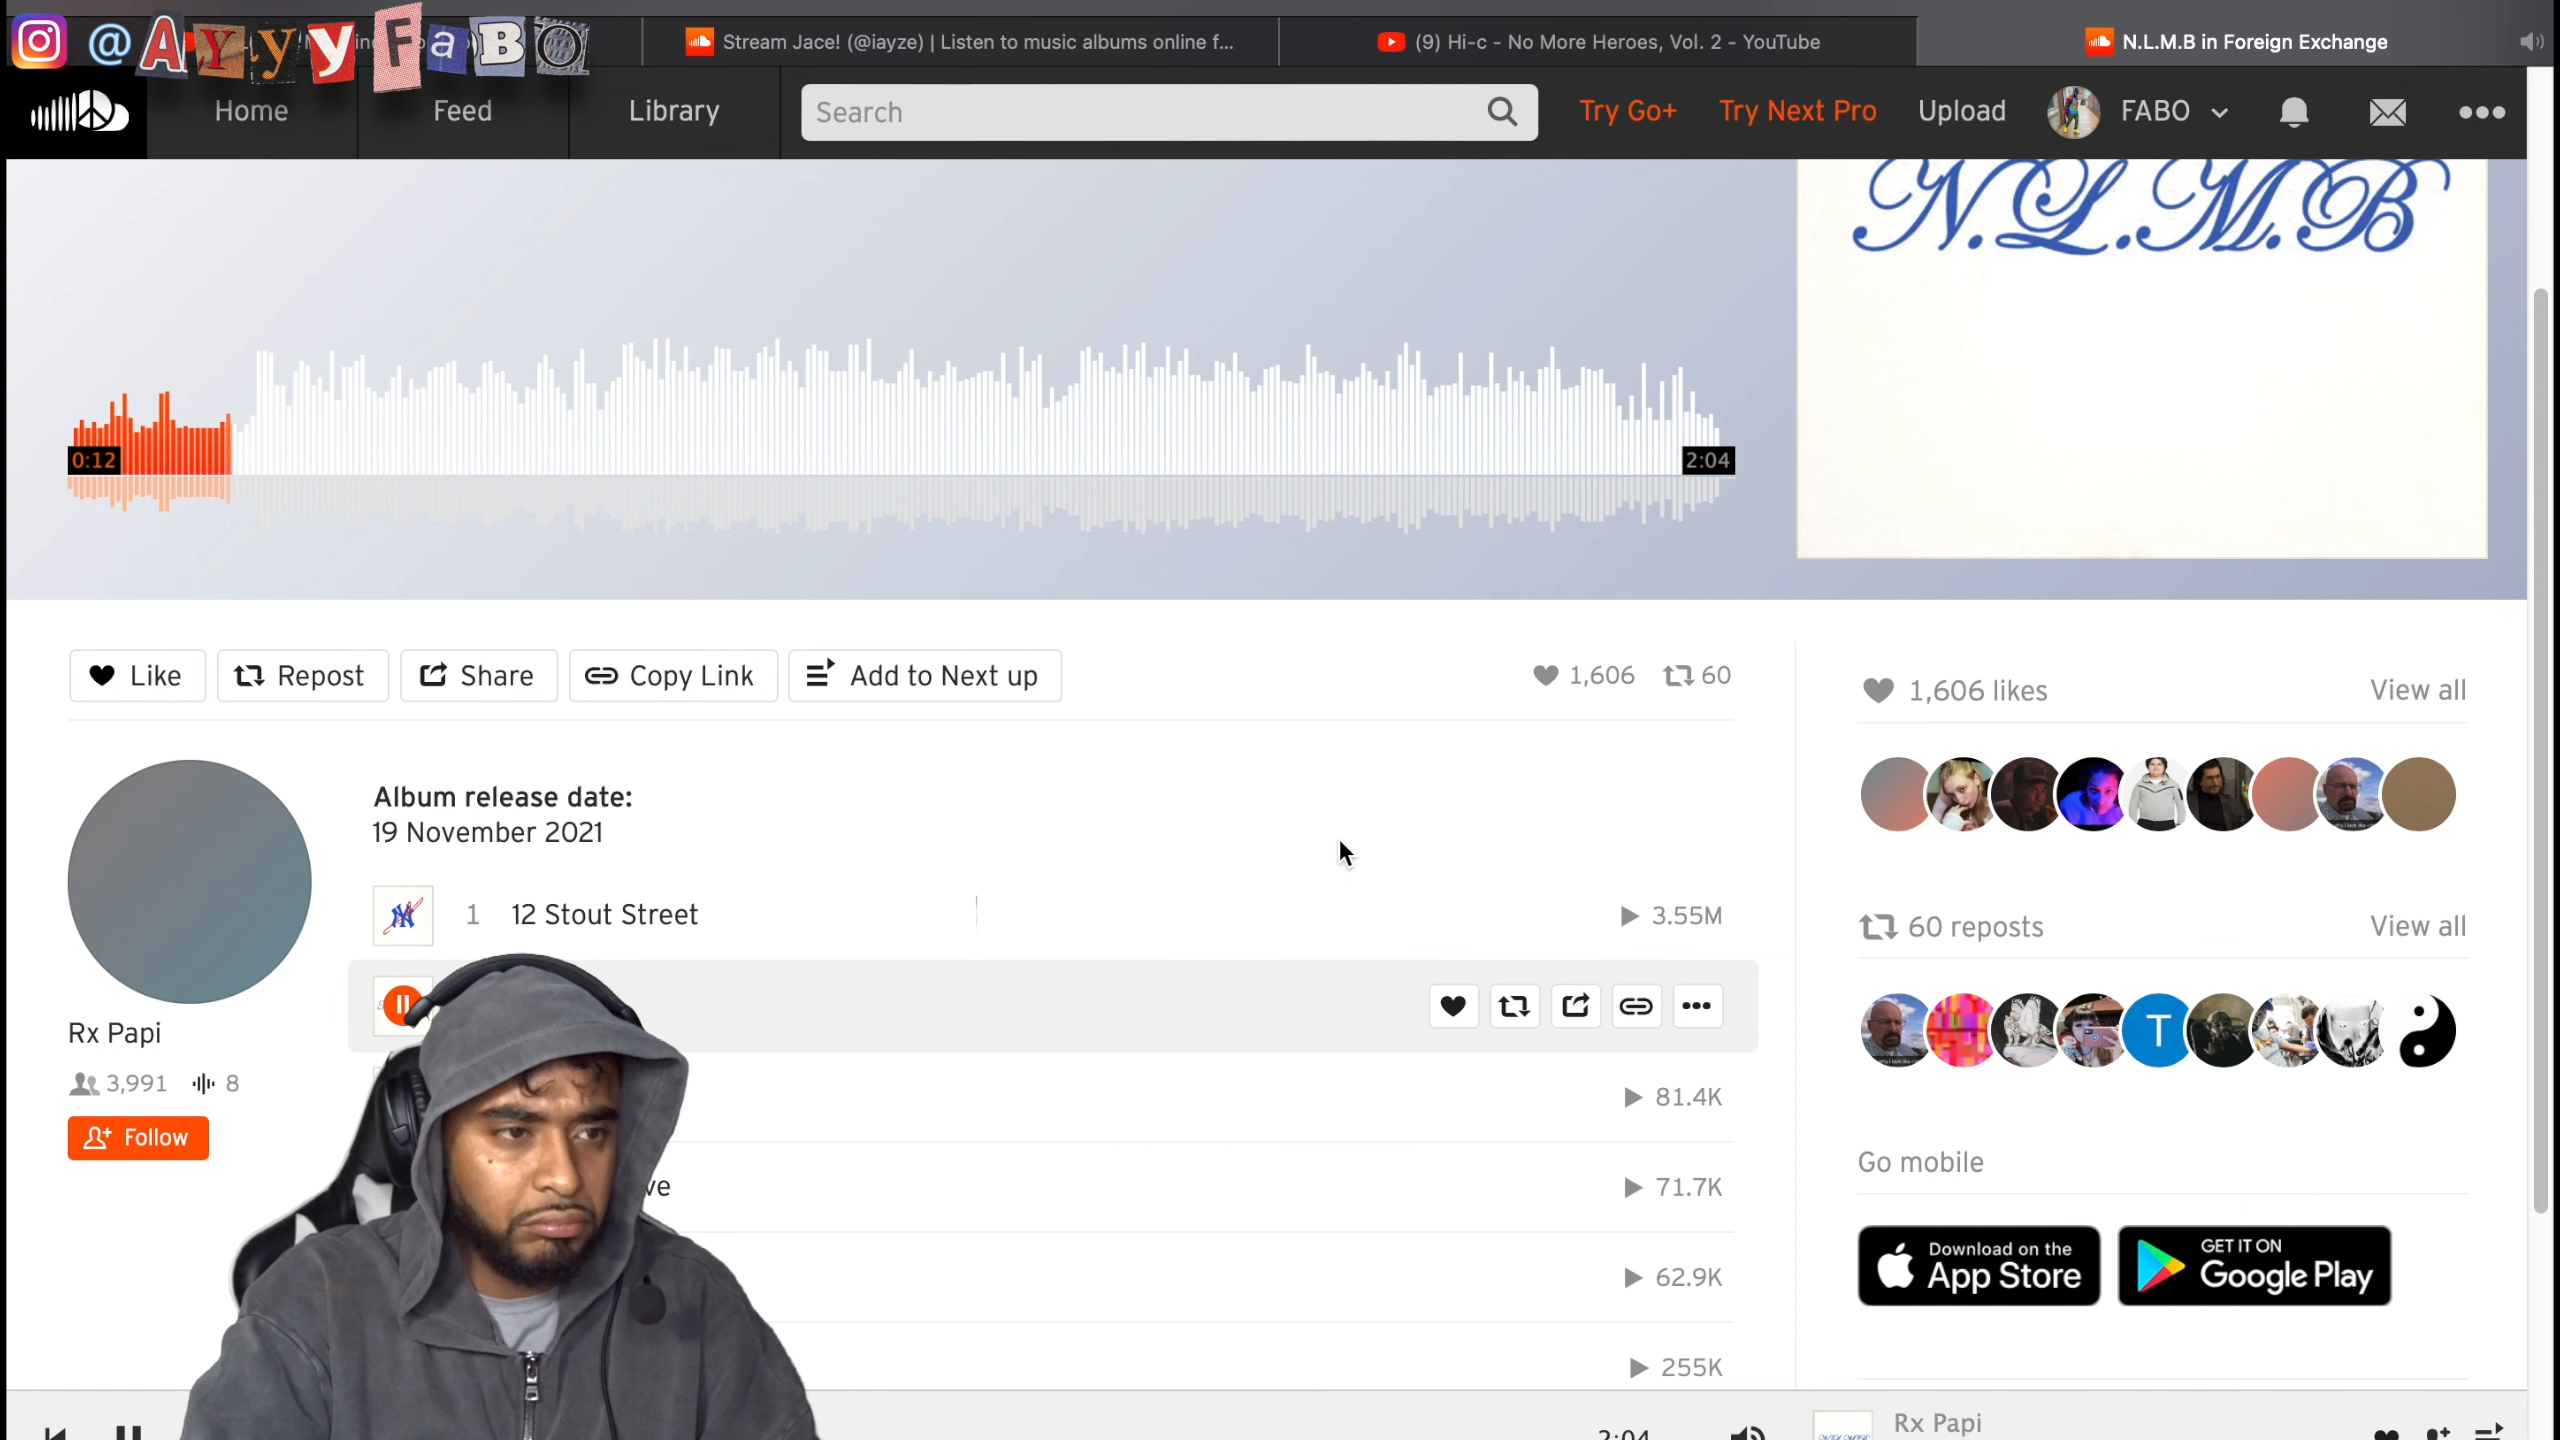 @AYyyFaBO
Stream Jace! (@iayze) | Listen to music albums online f...
(9) Hi-c - No More Heroes, Vol. 2 - YouTube
N.L.M.B in Foreign Exchange
Home
Feed
Library
Search
Try Go+
Try Next Pro
Upload
FABO
N.L.M.B
0:12
2:04
Like
Repost
Share
Copy Link
Add to Next up
1,606
60
1,606 likes
View all
Album release date:
19 November 2021
1 12 Stout Street
3.55M
60 reposts
View all
T
Rx Papi
3,991
8
Follow
81.4K
ve
71.7K
Go mobile
Download on the
App Store
GET IT ON
Google Play
62.9K
255K
2:04
Rx Papi